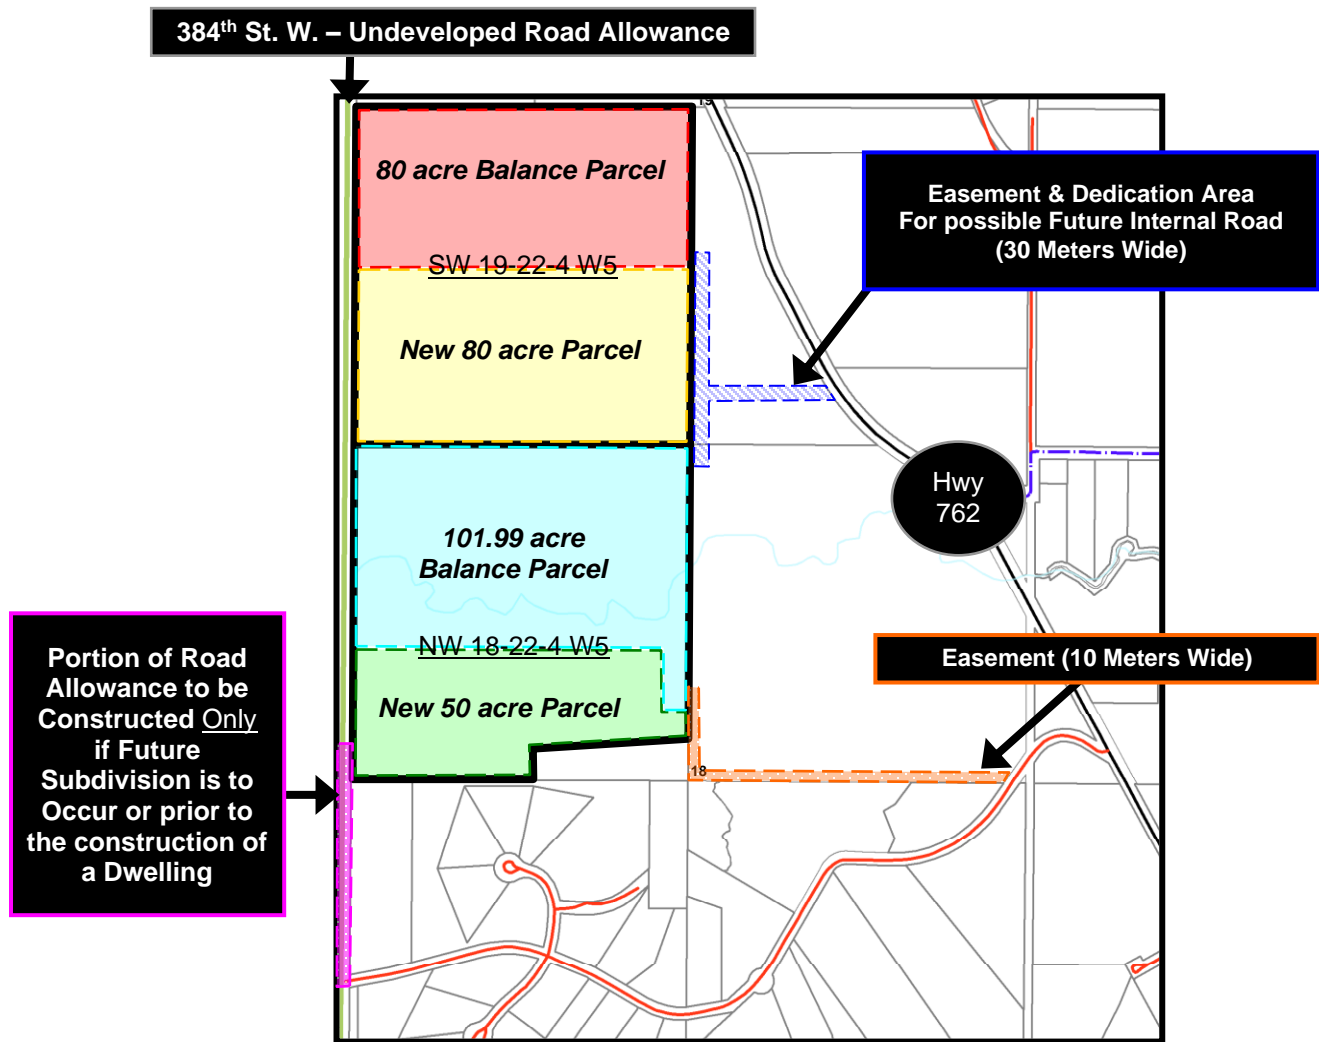 384th St. W. – Undeveloped Road Allowance
19
80 acre Balance Parcel
Easement & Dedication Area
For possible Future Internal Road
(30 Meters Wide)
SW 19-22-4 W5
New 80 acre Parcel
Hwy
762
101.99 acre
Balance Parcel
NW 18-22-4 W5
Easement (10 Meters Wide)
New 50 acre Parcel
Portion of Road
Allowance to be
Constructed Only
if Future
Subdivision is to
Occur or prior to
the construction of
a Dwelling
18